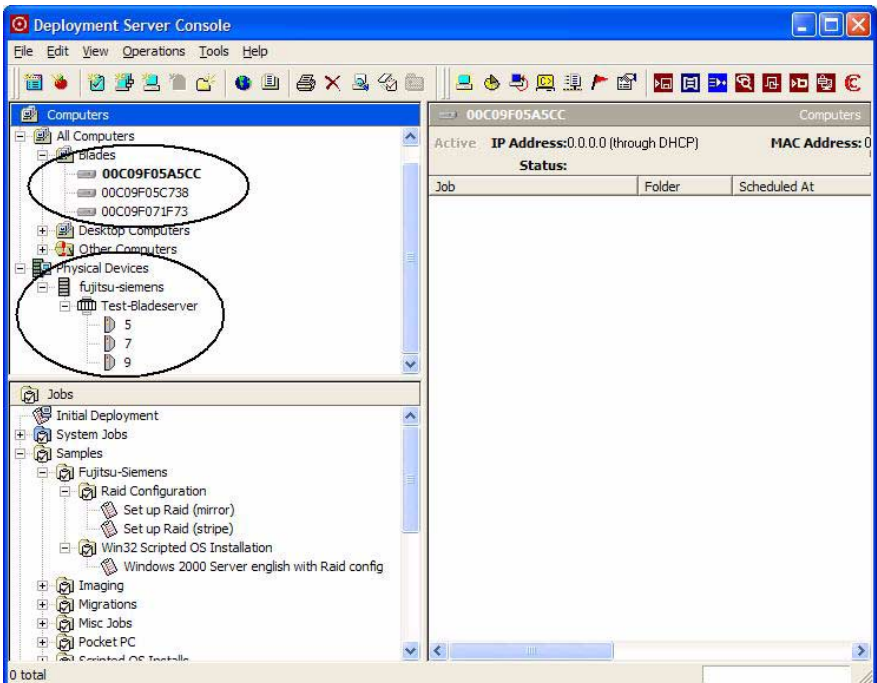 Deployment Server Console
File Edit View Operations Tools Help
Computers
All Computers
Blades
00C09F05A5CC
00C09F05C738
00C09F071F73
Desktop Computers
Other Computers
Physical Devices
fujitsu-siemens
Test-Bladeserver
5
7
9
Jobs
Initial Deployment
System Jobs
Samples
Fujitsu-Siemens
Raid Configuration
Set up Raid (mirror)
Set up Raid (stripe)
Win32 Scripted OS Installation
Windows 2000 Server english with Raid config
Imaging
Migrations
Misc Jobs
Pocket PC
Scripted OS Installs
00C09F05A5CC Computers
Active IP Address:0.0.0.0 (through DHCP) MAC Address: 0
Status:
Job Folder Scheduled At
0 total